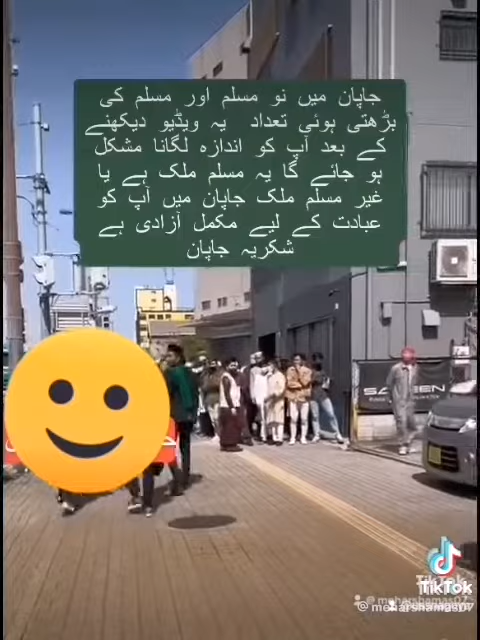 جاپان میں نو مسلم اور مسلم کی
بڑھتی ہوئی تعداد یہ ویڈیو دیکھنے
کے بعد آپ کو اندازہ لگانا مشکل
ہو جائے گا یہ مسلم ملک ہے یا
غیر مسلم ملک جاپان میں آپ کو
عبادت کے لیے مکمل آزادی ہے
شکریہ جاپان
TikTok
@meharshamas07